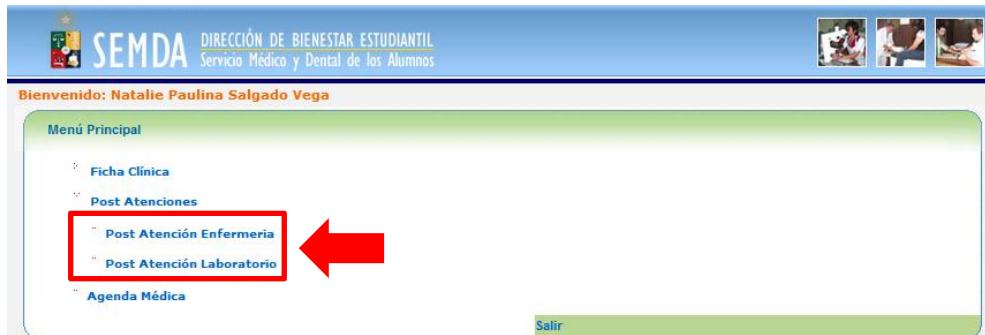 SEMDA DIRECCIÓN DE BIENESTAR ESTUDIANTIL
Servicio Médico y Dental de los Alumnos
Bienvenido: Natalie Paulina Salgado Vega
Menú Principal
Ficha Clínica
Post Atenciones
Post Atención Enfermeria
Post Atención Laboratorio
Agenda Médica
Salir